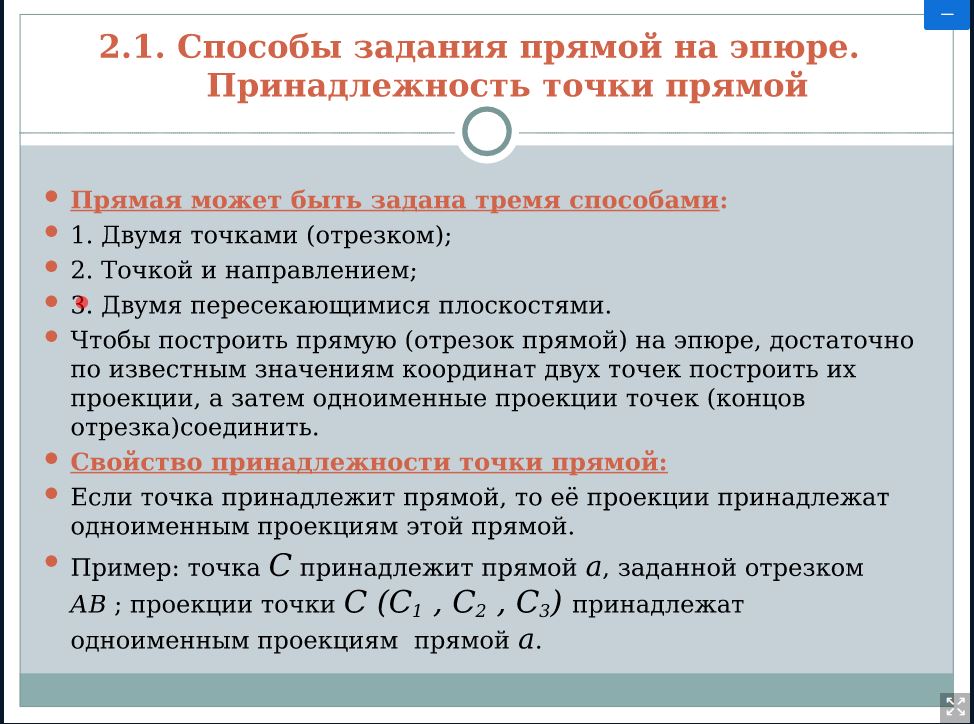 2.1. Способы задания прямой на эпюре.
Принадлежность точки прямой
Прямая может быть задана тремя способами:
1. Двумя точками (отрезком);
2. Точкой и направлением;
3. Двумя пересекающимися плоскостями.
Чтобы построить прямую (отрезок прямой) на эпюре, достаточно
по известным значениям координат двух точек построить их
проекции, а затем одноименные проекции точек (концов
отрезка)соединить.
Свойство принадлежности точки прямой:
Если точка принадлежит прямой, то её проекции принадлежат
одноименным проекциям этой прямой.
Пример: точка C принадлежит прямой a, заданной отрезком
AB ; проекции точки C (C₁ , C₂ , C₃) принадлежат
одноименным проекциям прямой a.